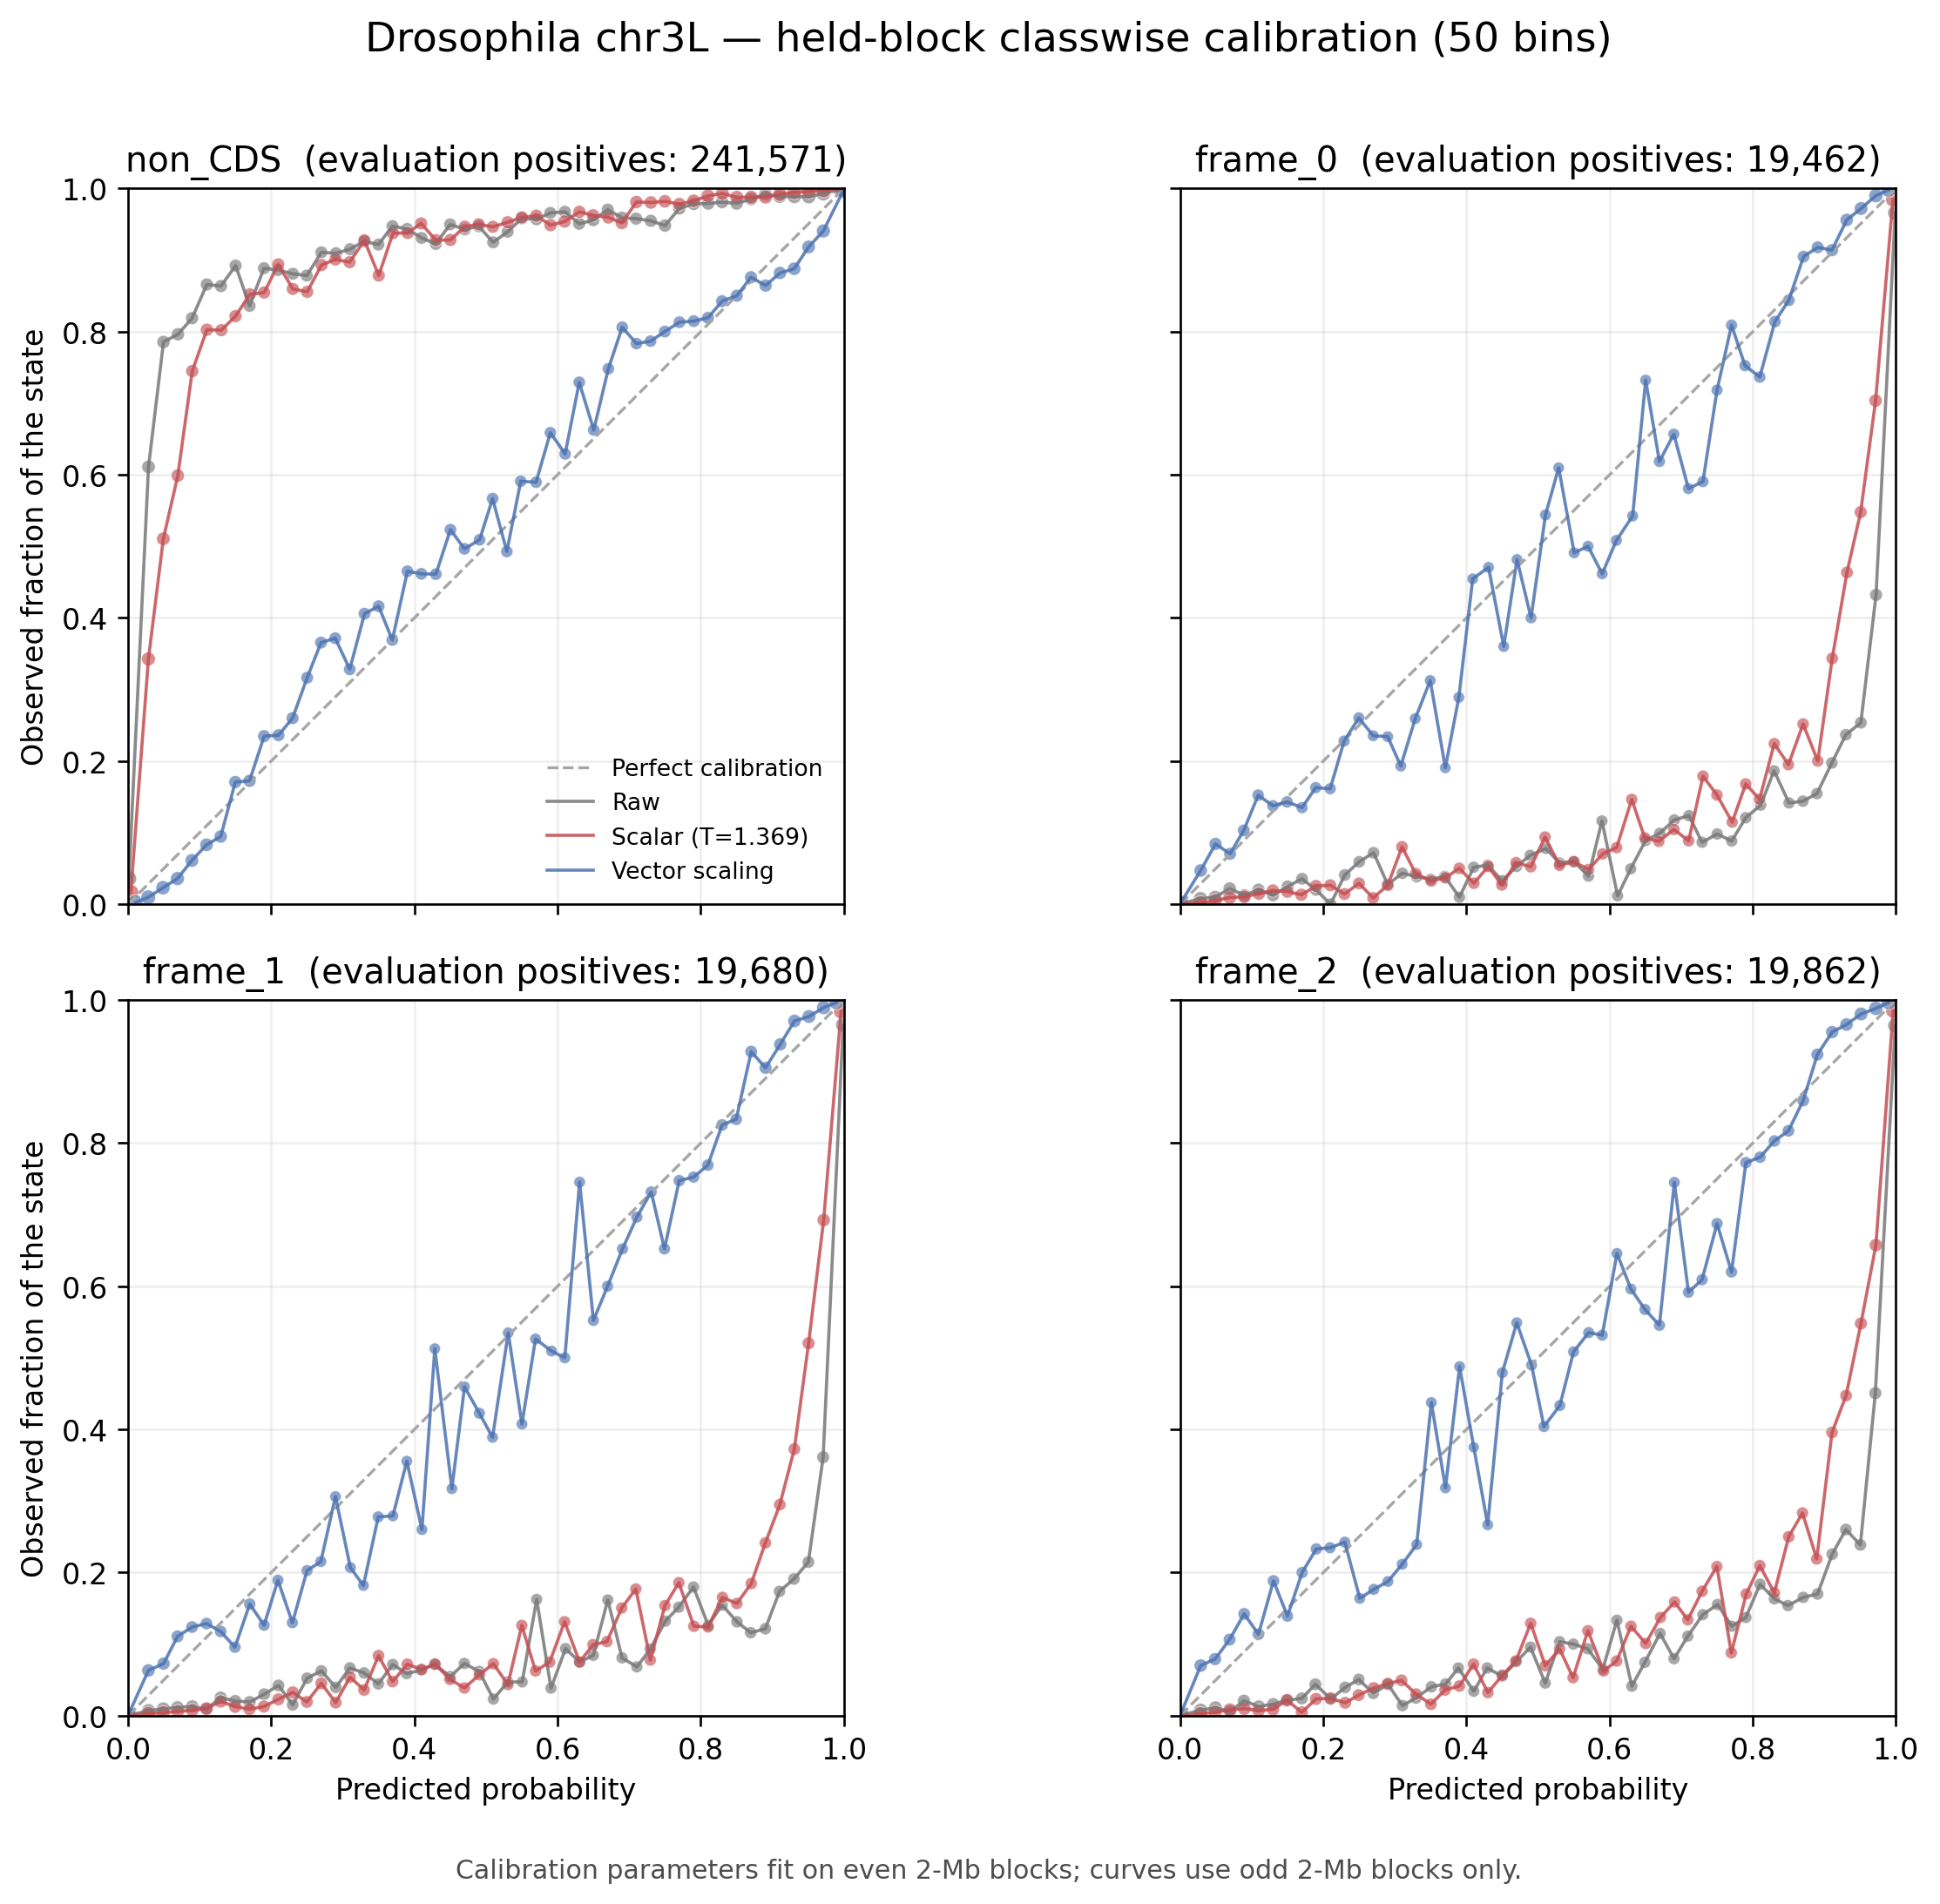 Drosophila chr3L — held-block classwise calibration (50 bins)
non_CDS (evaluation positives: 241,571)
frame_0 (evaluation positives: 19,462)
Observed fraction of the state
1.0
0.8
0.6
0.4
0.2
0.0
Perfect calibration
Raw
Scalar (T=1.369)
Vector scaling
frame_1 (evaluation positives: 19,680)
frame_2 (evaluation positives: 19,862)
Observed fraction of the state
1.0
0.8
0.6
0.4
0.2
0.0
0.0 0.2 0.4 0.6 0.8 1.0
0.0 0.2 0.4 0.6 0.8 1.0
Predicted probability
Predicted probability
Calibration parameters fit on even 2-Mb blocks; curves use odd 2-Mb blocks only.